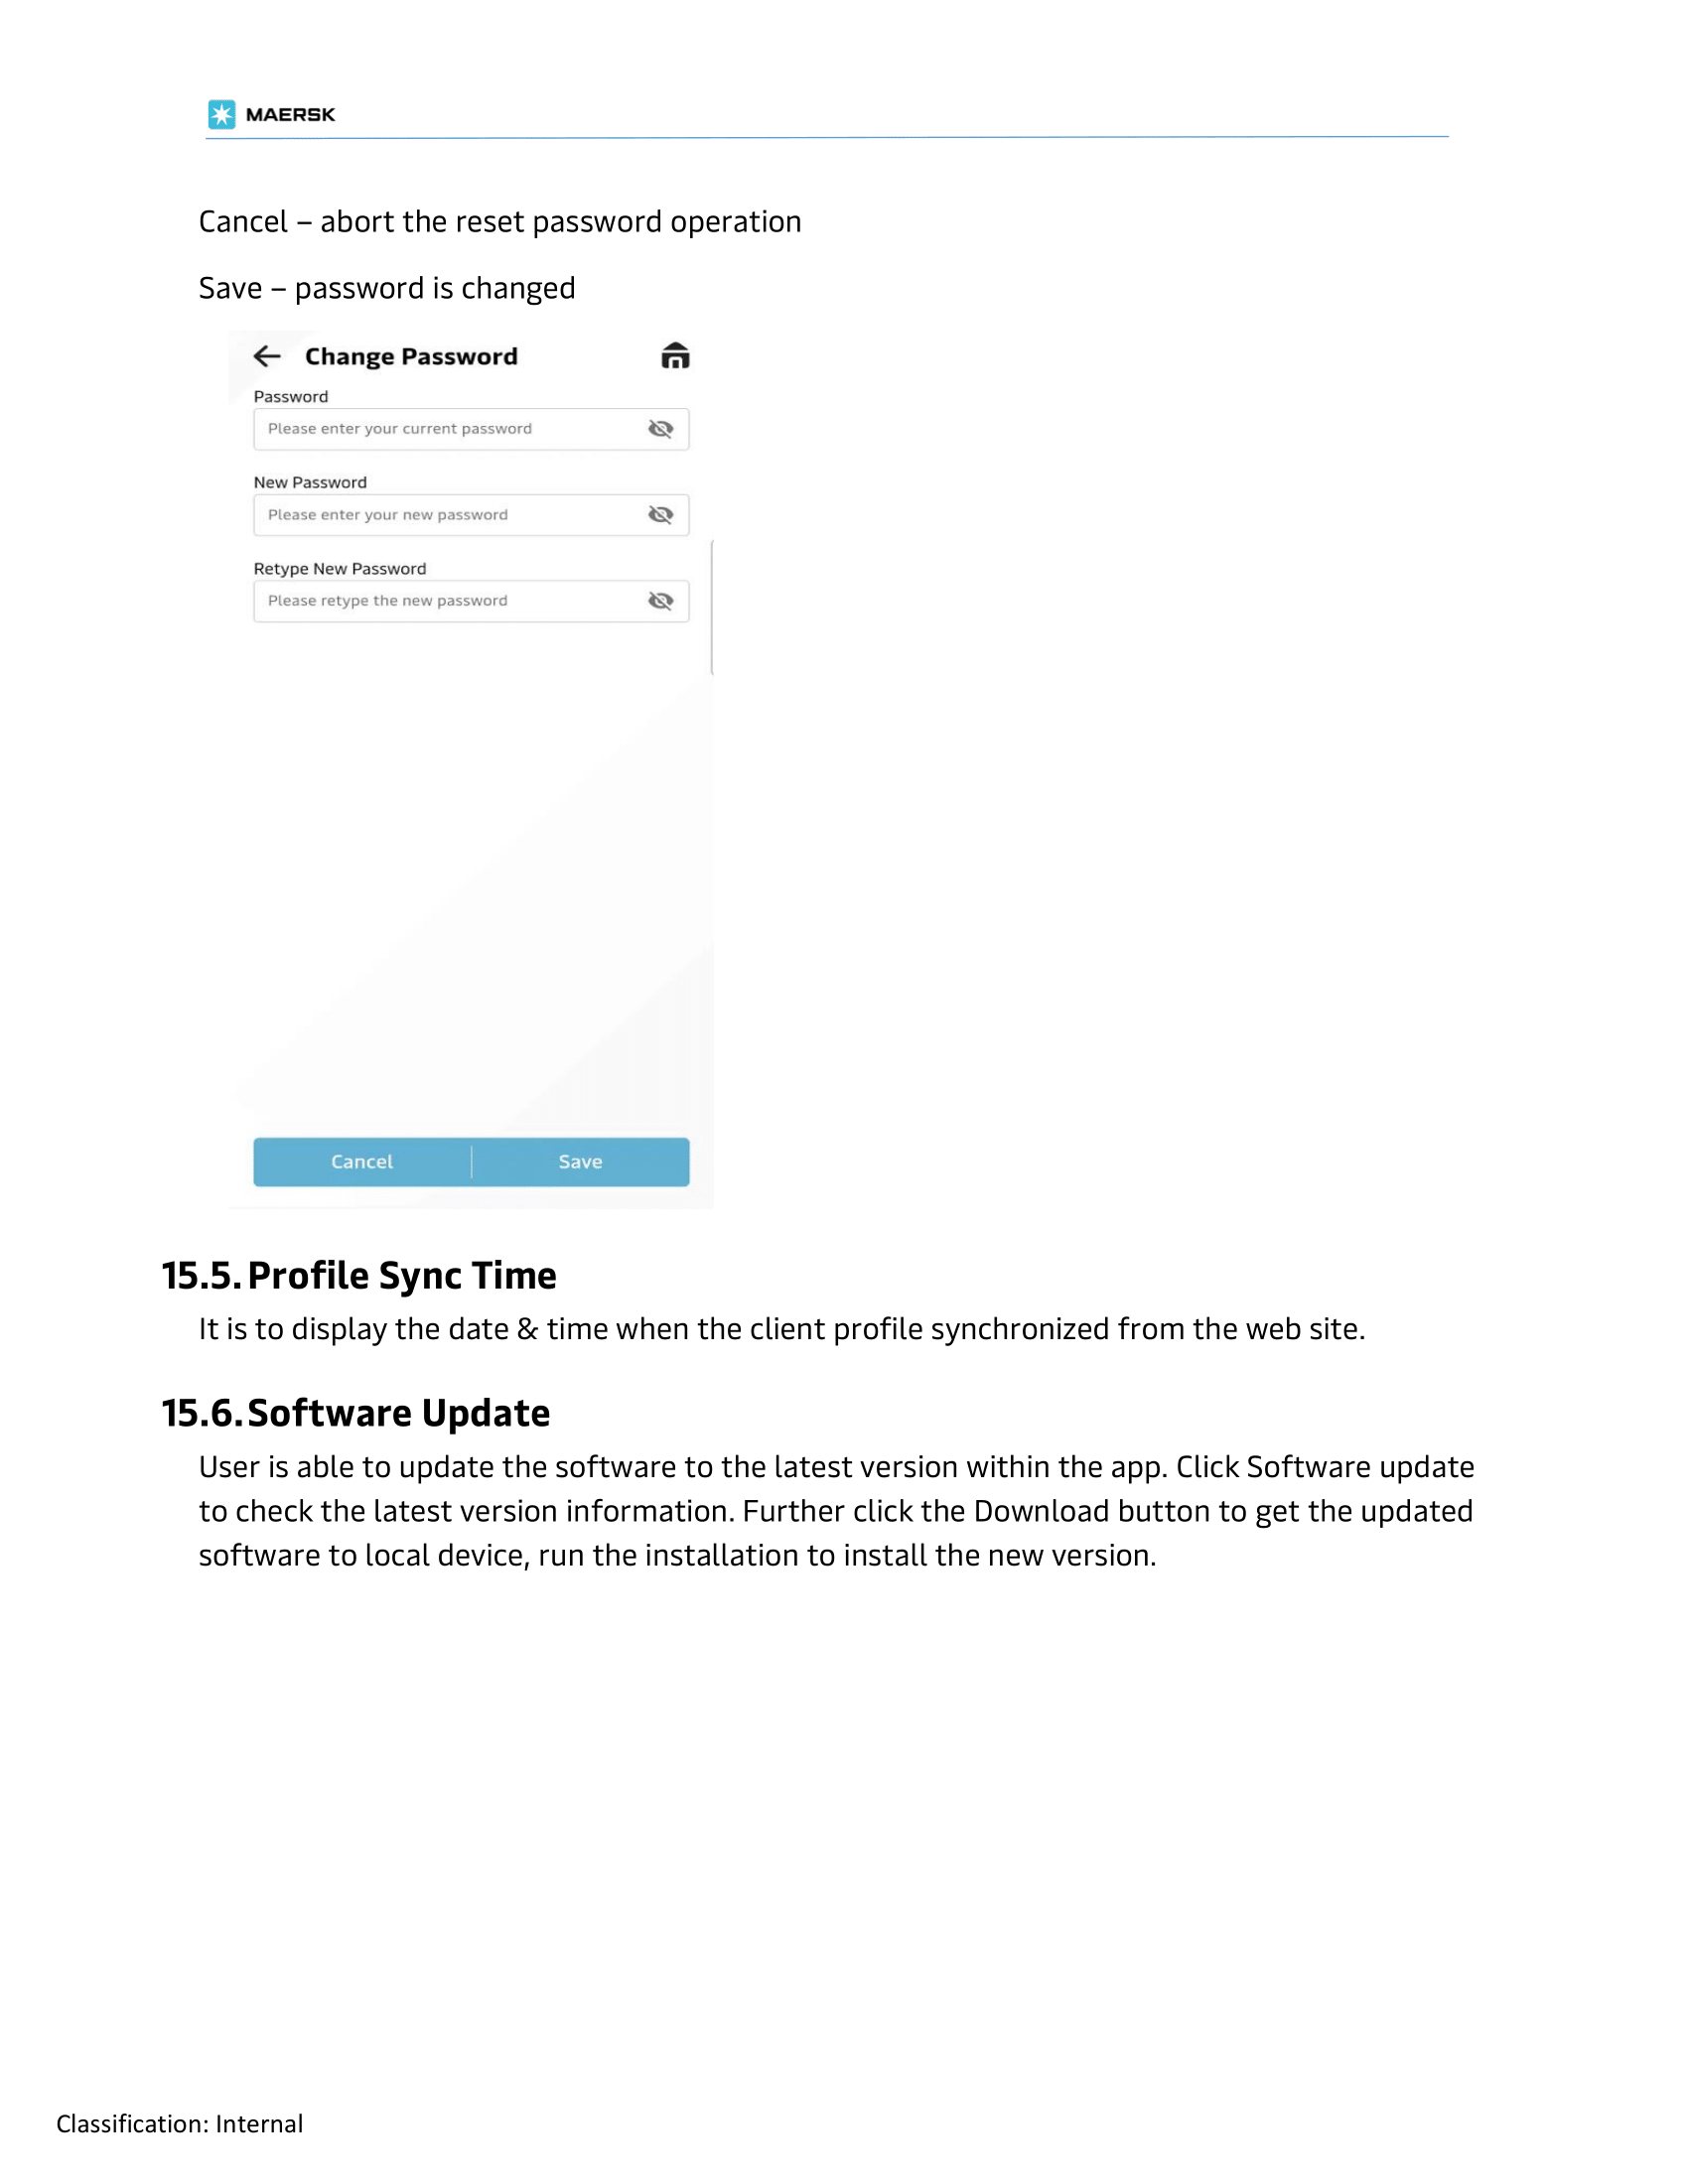 MAERSK
Cancel – abort the reset password operation
Save – password is changed
Change Password
Password
Please enter your current password
New Password
Please enter your new password
Retype New Password
Please retype the new password
Cancel Save
15.5. Profile Sync Time
It is to display the date & time when the client profile synchronized from the web site.
15.6. Software Update
User is able to update the software to the latest version within the app. Click Software update
to check the latest version information. Further click the Download button to get the updated
software to local device, run the installation to install the new version.
Classification: Internal